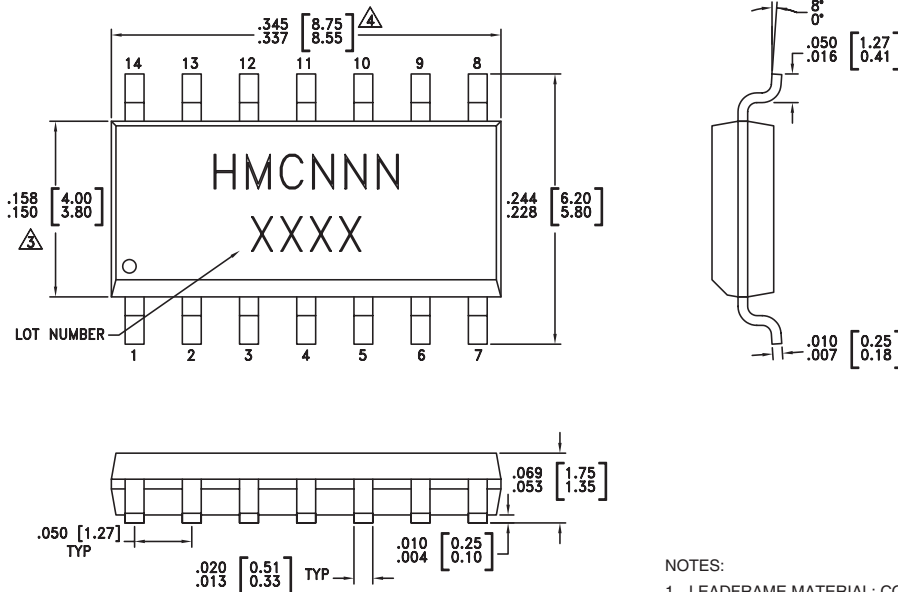 .345 [8.75] 4
.337 [8.55]
14 13 12 11 10 9 8
HMCNNN
XXXX
.158 [4.00]
.150 [3.80]
3
.244 [6.20]
.228 [5.80]
LOT NUMBER
1 2 3 4 5 6 7
8°
0°
.050 [1.27]
.016 [0.41]
.010 [0.25]
.007 [0.18]
.069 [1.75]
.053 [1.35]
.050 [1.27]
TYP
.020 [0.51] TYP
.013 [0.33]
.010 [0.25]
.004 [0.10]
NOTES:
1. LEADFRAME MATERIAL: